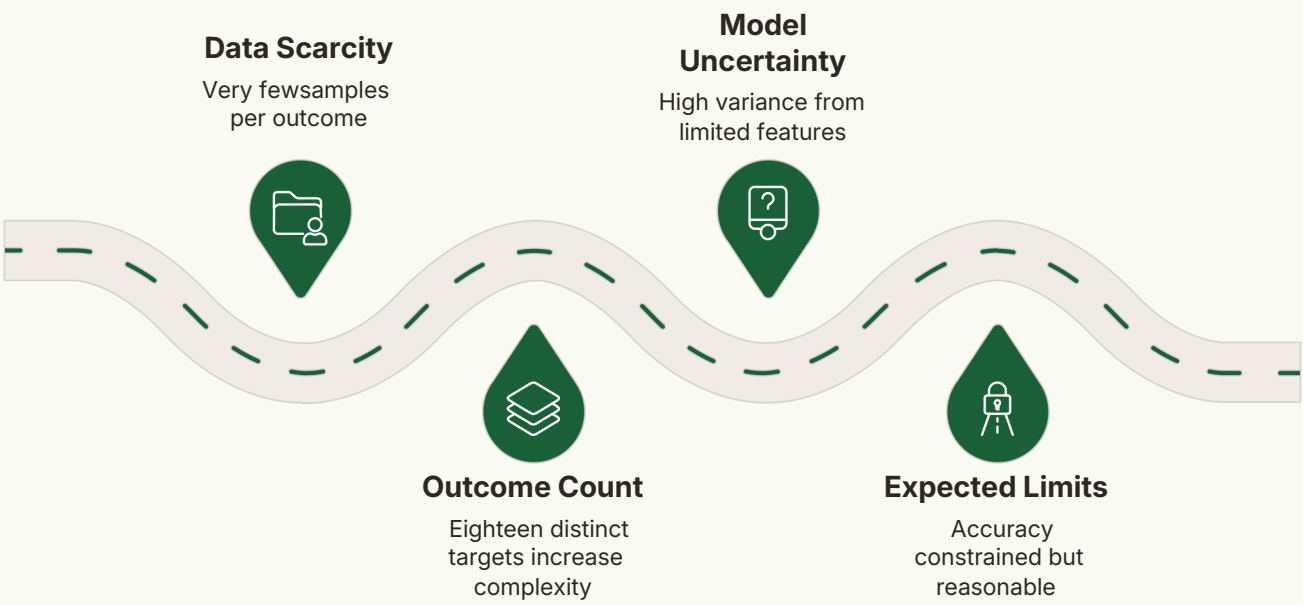 Data Scarcity
Very fewsamples
per outcome
Model
Uncertainty
High variance from
limited features
?
Outcome Count
Eighteen distinct
targets increase
complexity
Expected Limits
Accuracy
constrained but
reasonable